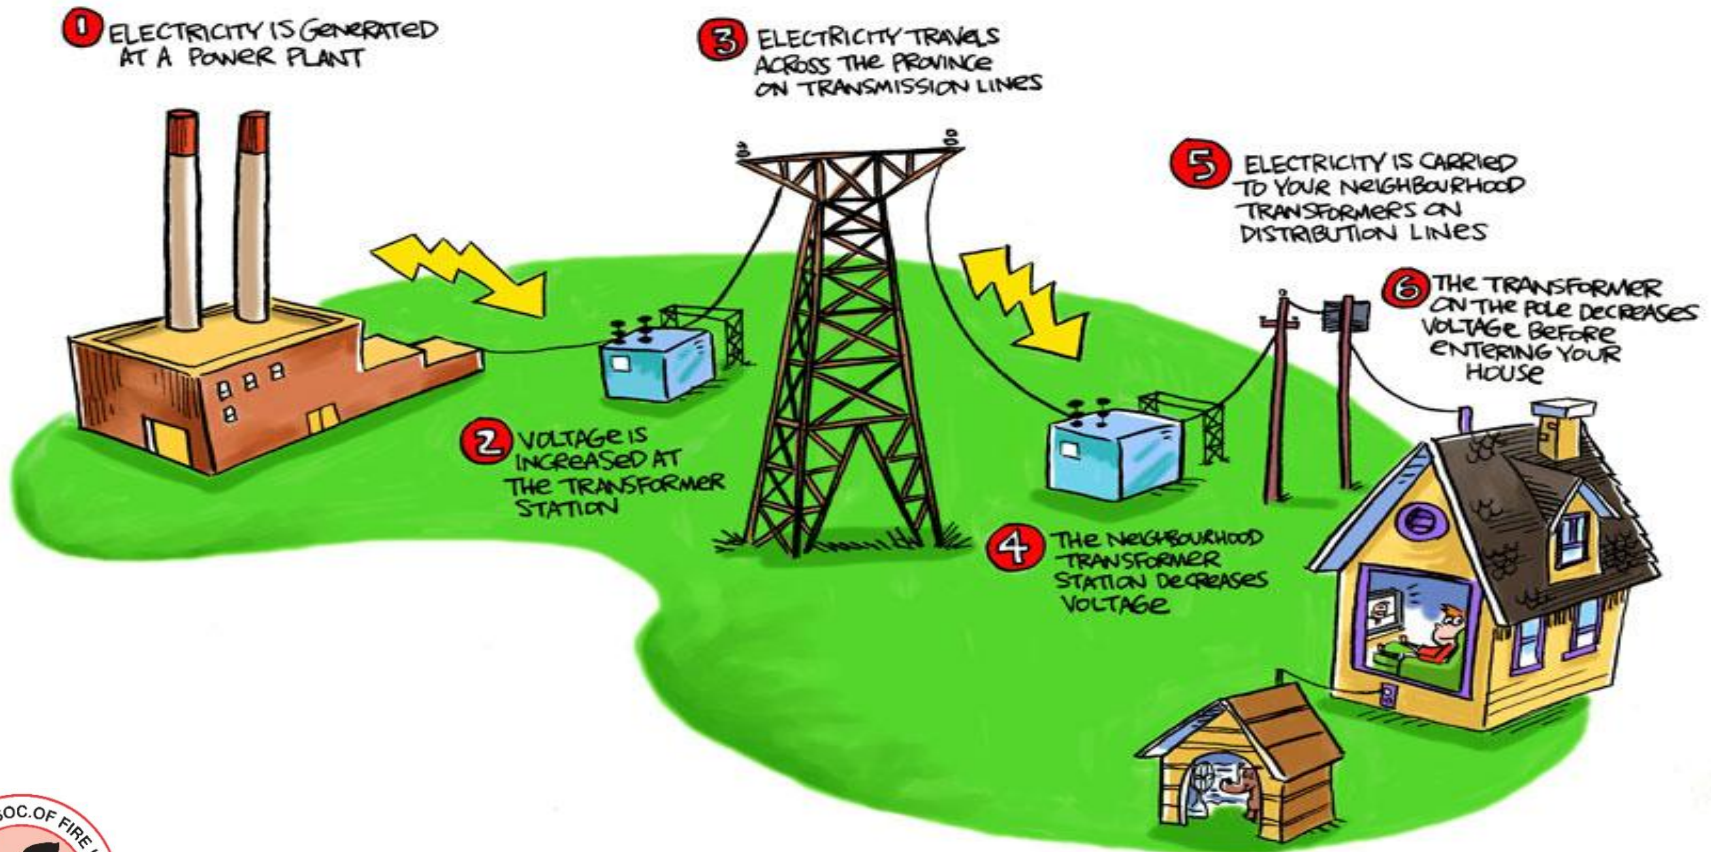 1 ELECTRICITY IS GENERATED
AT A POWER PLANT
2 VOLTAGE IS
INCREASED AT
THE TRANSFORMER
STATION
3 ELECTRICITY TRAVELS
ACROSS THE PROVINCE
ON TRANSMISSION LINES
4 THE NEIGHBOURHOOD
TRANSFORMER
STATION DECREASES
VOLTAGE
5 ELECTRICITY IS CARRIED
TO YOUR NEIGHBOURHOOD
TRANSFORMERS ON
DISTRIBUTION LINES
6 THE TRANSFORMER
ON THE POLE DECREASES
VOLTAGE BEFORE
ENTERING YOUR
HOUSE
OF FIRE